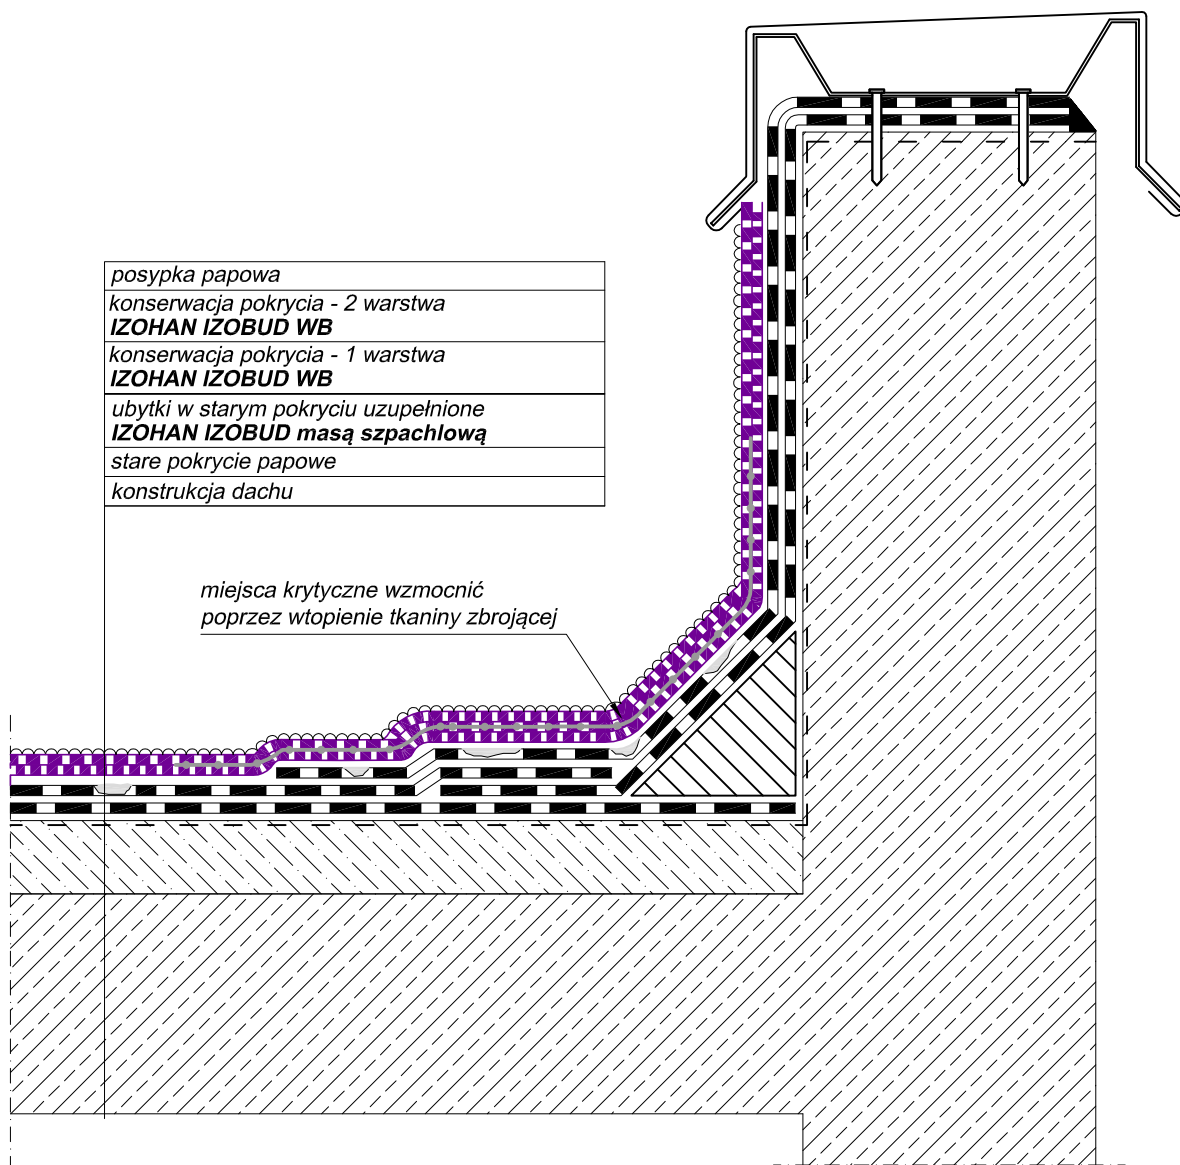 posypka papowa
konserwacja pokrycia - 2 warstwa
IZOHAN IZOBUD WB
konserwacja pokrycia - 1 warstwa
IZOHAN IZOBUD WB
ubytki w starym pokryciu uzupełnione
IZOHAN IZOBUD masą szpachlową
stare pokrycie papowe
konstrukcja dachu
miejsca krytyczne wzmocnić
poprzez wtopienie tkaniny zbrojącej